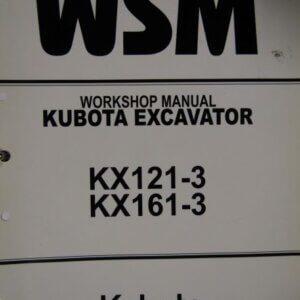 WSM
WORKSHOP MANUAL
KUBOTA EXCAVATOR
KX121-3
KX161-3